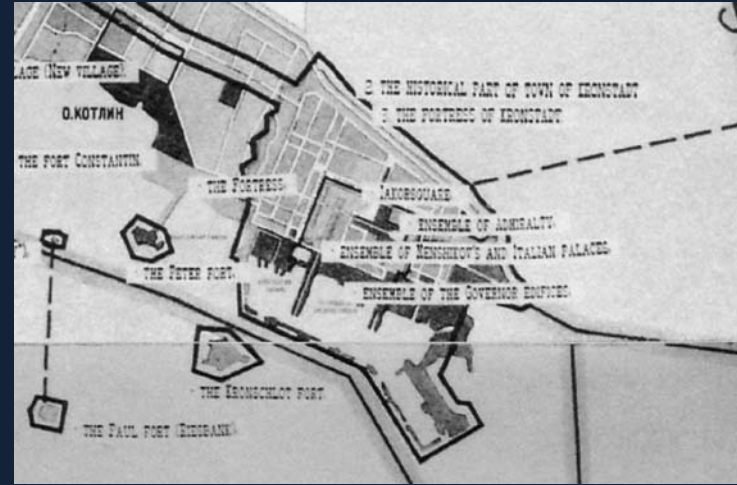 LAGE (NEW VILLAGE).
2. THE HISTORICAL PART OF TOWN OF KRONSTADT
3. THE FORTRESS OF KRONSTADT
О.КОТЛИН
THE FORT CONSTANTIN.
- THE FORTRESS.
- ENSEMBLE OF ADMIRALTY.
- ENSEMBLE OF MENSHIKOV'S AND ITALIAN PALACES.
- THE PETER FORT.
ENSEMBLE OF THE GOVERNOR EDIFICES.
- THE KRONSCHLOT FORT.
- THE PAUL FORT (RIESBANK).